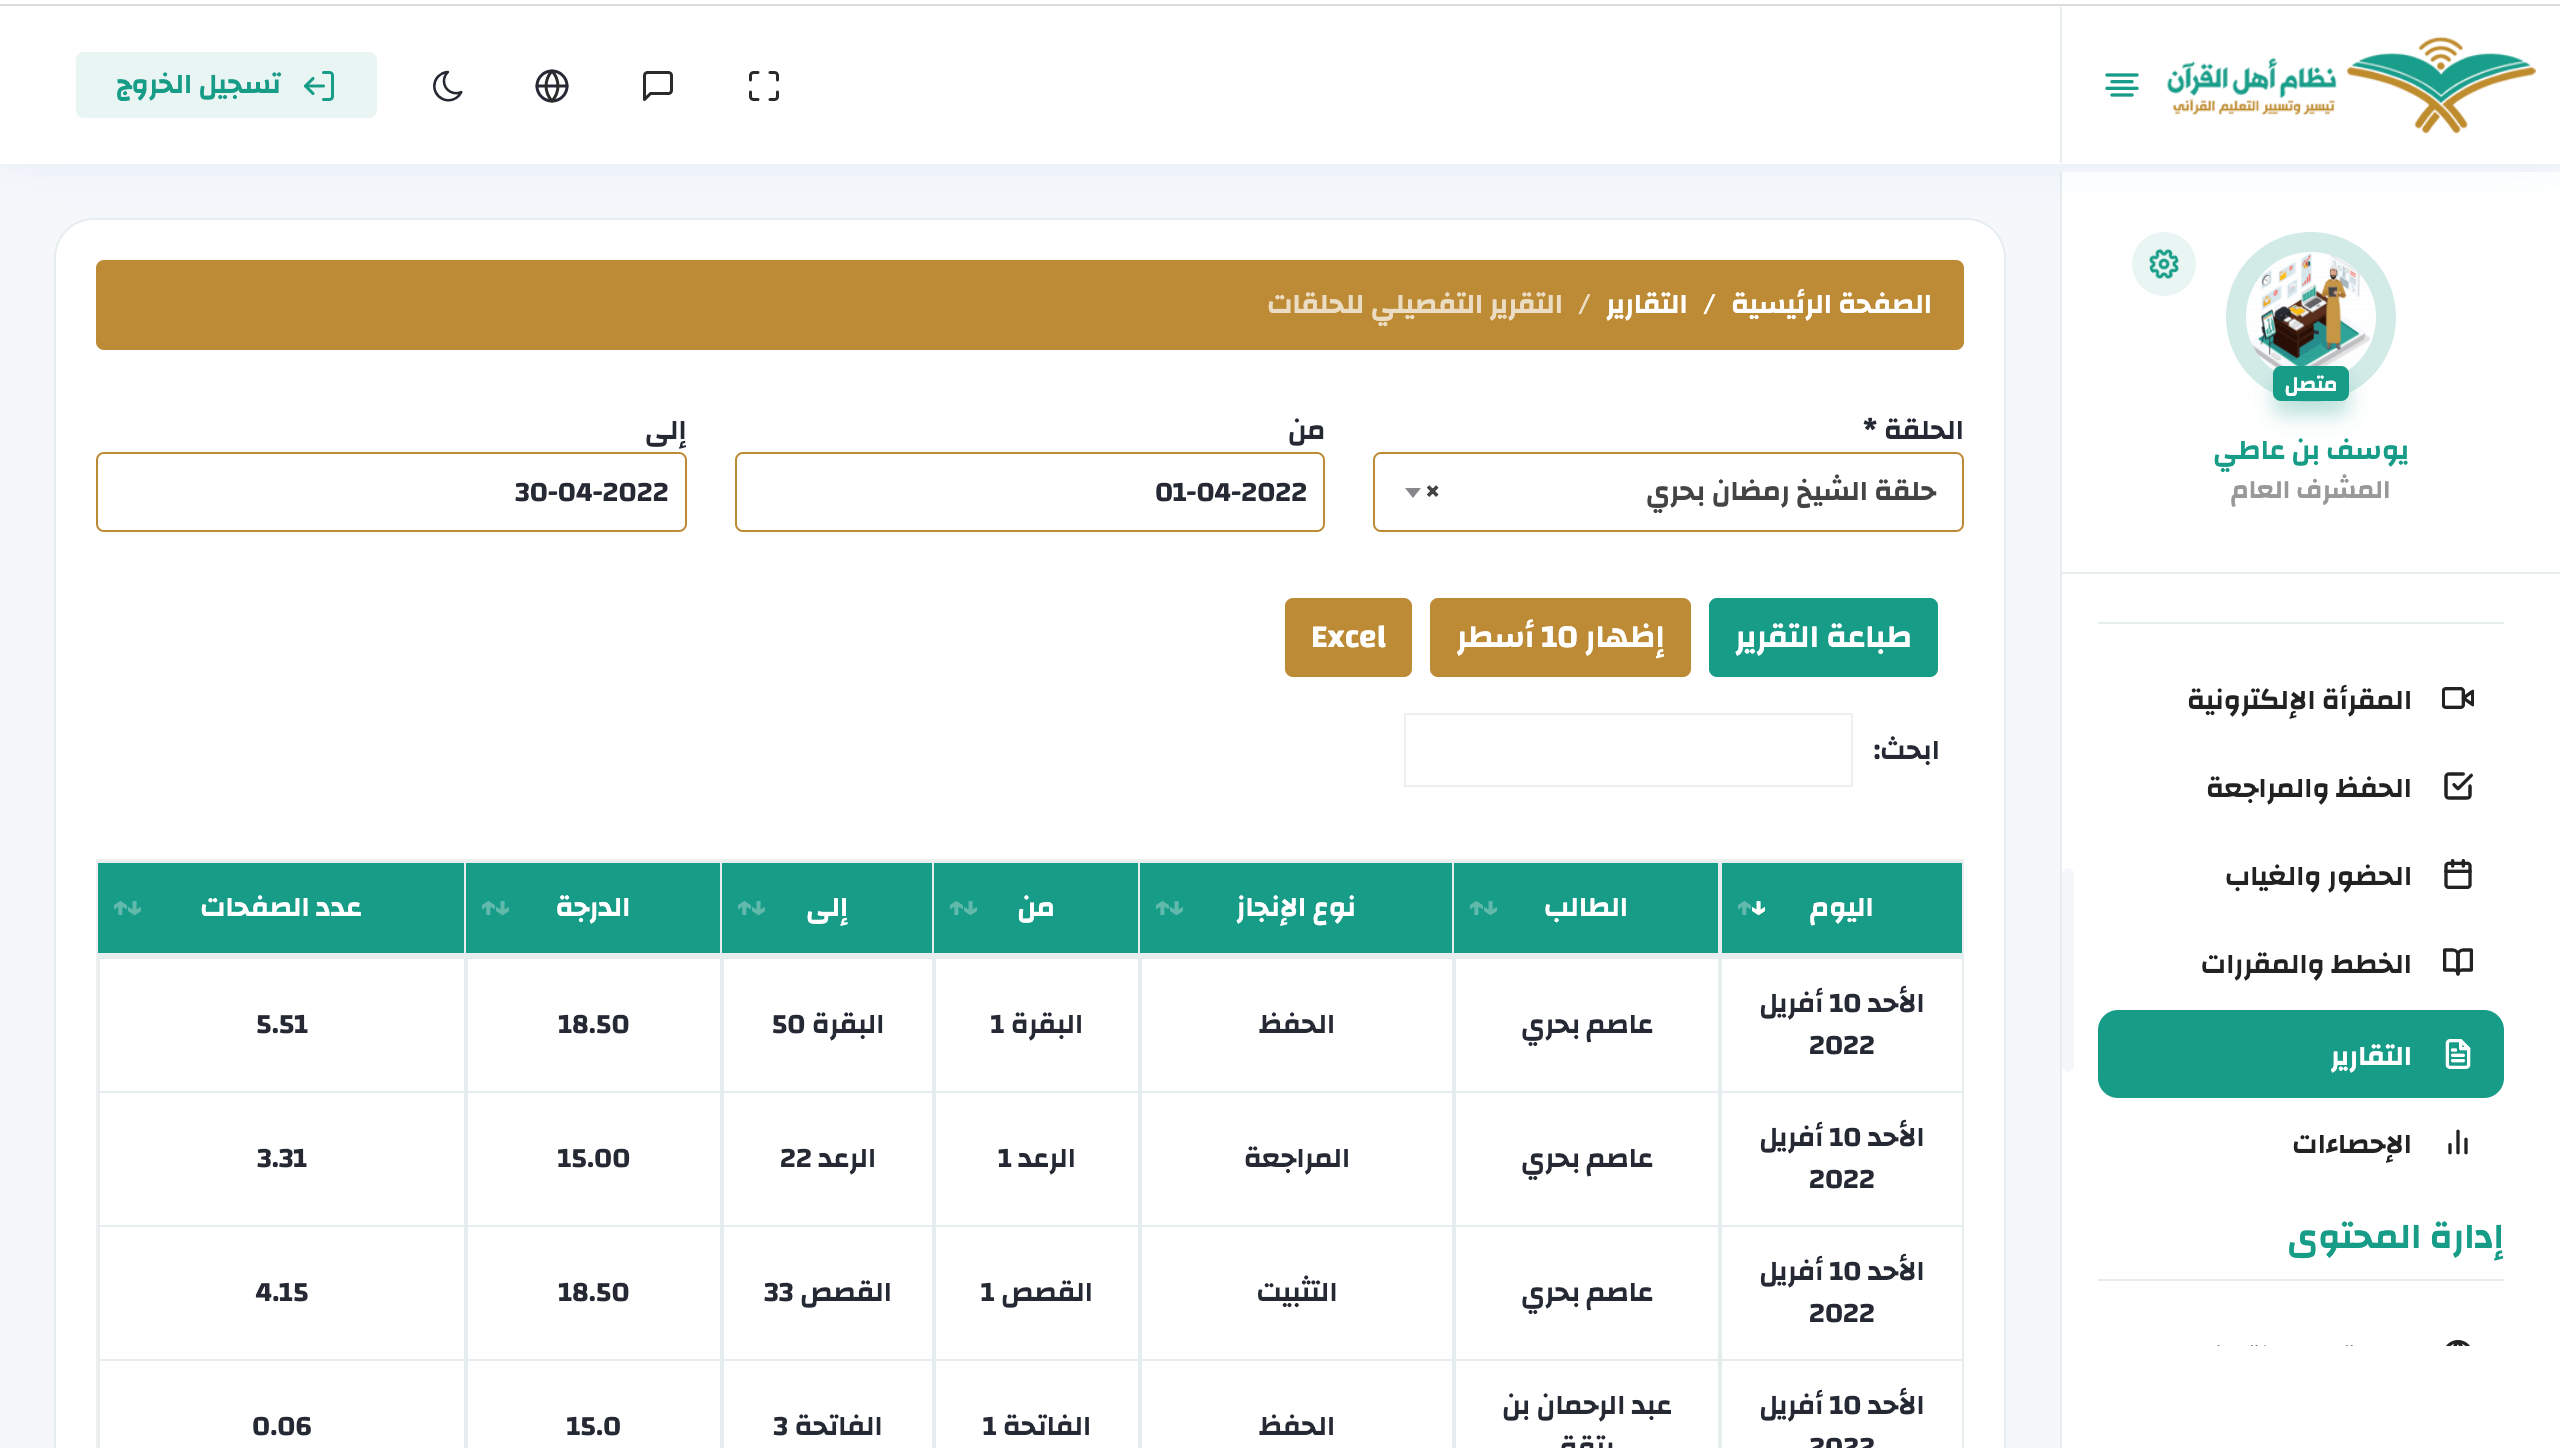 نظام أهل القرآن
تيسير وتسيير التعليم القرآني
تسجيل الخروج
متصل
يوسف بن عاطي
المشرف العام
المقرأة الإلكترونية
الحفظ والمراجعة
الحضور والغياب
الخطط والمقررات
التقارير
الإحصاءات
إدارة المحتوى
الصفحة الرئيسية / التقارير / التقرير التفصيلي للحلقات
الحلقة * من إلى
حلقة الشيخ رمضان بحري × 01-04-2022 30-04-2022
طباعة التقرير إظهار 10 أسطر Excel
ابحث:
اليوم الطالب نوع الإنجاز من إلى الدرجة عدد الصفحات
الأحد 10 أفريل 2022 عاصم بحري الحفظ البقرة 1 البقرة 50 18.50 5.51
الأحد 10 أفريل 2022 عاصم بحري المراجعة الرعد 1 الرعد 22 15.00 3.31
الأحد 10 أفريل 2022 عاصم بحري التثبيت القصص 1 القصص 33 18.50 4.15
الأحد 10 أفريل 2022 عبد الرحمان بن الحفظ الفاتحة 1 الفاتحة 3 15.0 0.06